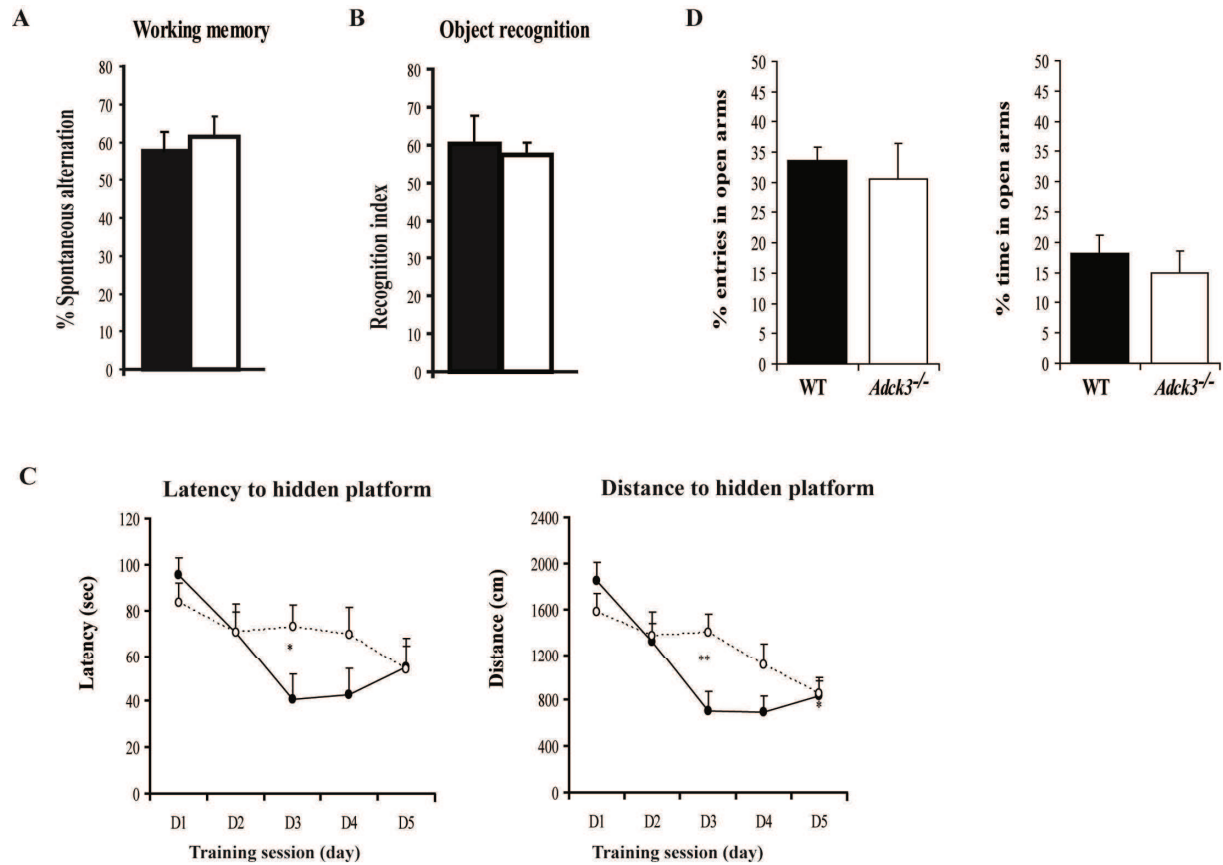 A
Working memory
% Spontaneous alternation
80
70
60
50
40
30
20
10
0
B
Object recognition
Recognition index
80
70
60
50
40
30
20
10
0
D
% entries in open arms
50
45
40
35
30
25
20
15
10
5
0
WT
Adck3-/-
% time in open arms
50
45
40
35
30
25
20
15
10
5
0
WT
Adck3-/-
C
Latency to hidden platform
Latency (sec)
120
100
80
60
40
20
0
*
D1 D2 D3 D4 D5
Training session (day)
Distance to hidden platform
Distance (cm)
2400
2000
1600
1200
800
400
0
**
*
D1 D2 D3 D4 D5
Training session (day)